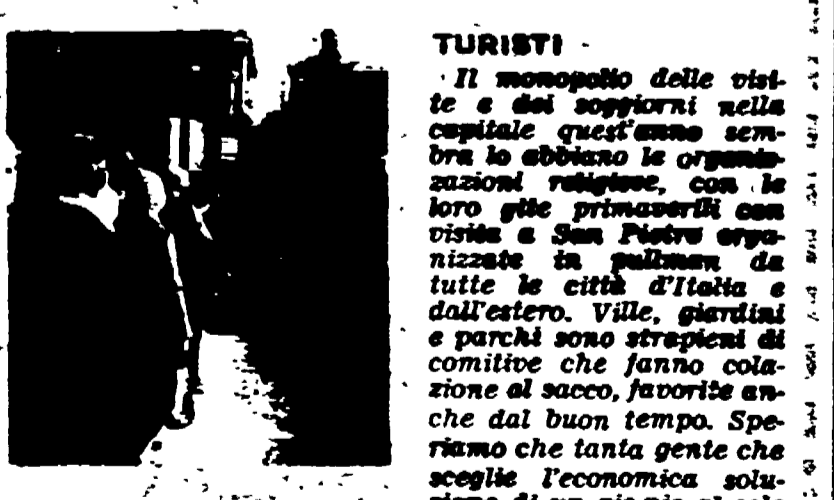 TURISTI
Il monopolio delle visi-
te e dei soggiorni nella
capitale quest'anno sem-
bra lo abbiano le organiz-
zazioni religiose, con le
loro gite primaverili con
visita a San Pietro orga-
nizzate in pullman da
tutte le città d'Italia e
dall'estero. Ville, giardini
e parchi sono strapieni di
comitive che fanno cola-
zione al sacco, favorite an-
che dal buon tempo. Spe-
riamo che tanta gente che
sceglie l'economica solu-